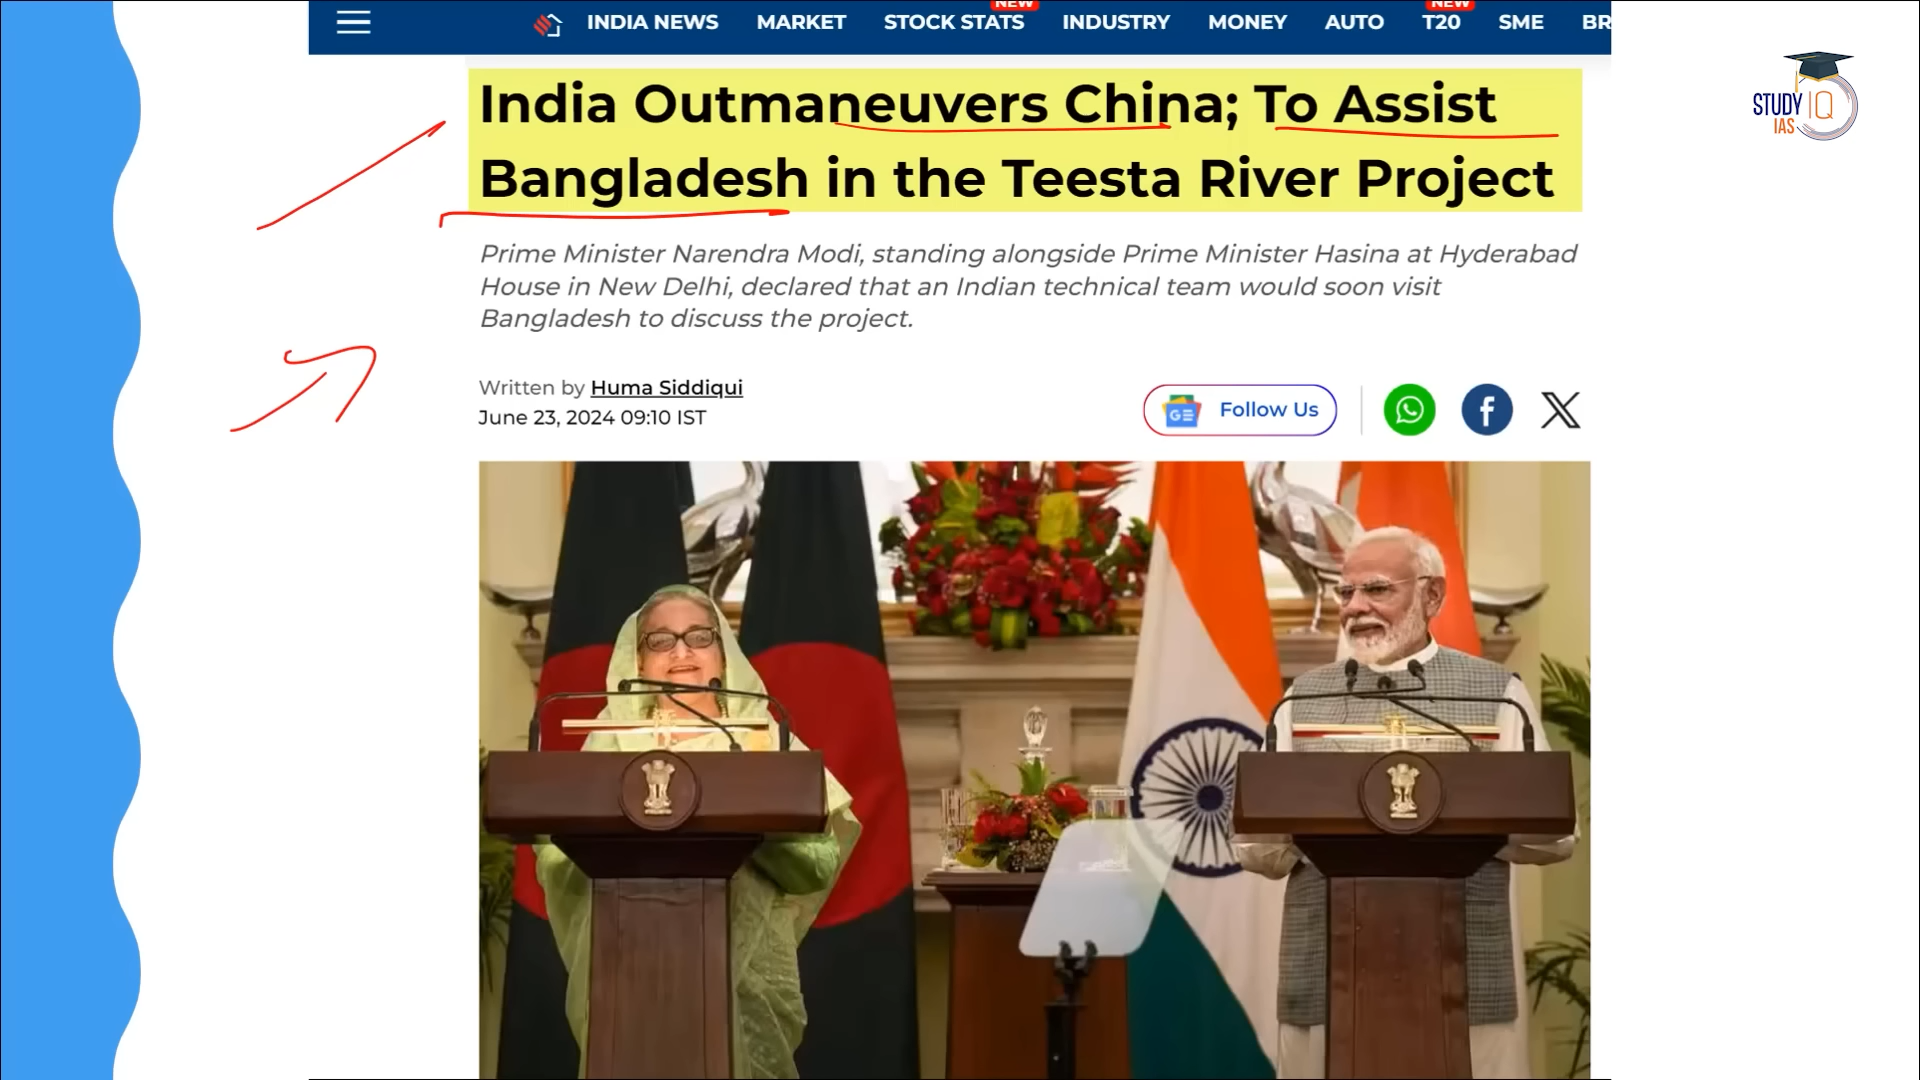 NEW
NEW
INDIA NEWS MARKET STOCK STATS INDUSTRY MONEY AUTO T20 SME BR
India Outmaneuvers China; To Assist
Bangladesh in the Teesta River Project
STUDY IQ
IAS
Prime Minister Narendra Modi, standing alongside Prime Minister Hasina at Hyderabad
House in New Delhi, declared that an Indian technical team would soon visit
Bangladesh to discuss the project.
Written by Huma Siddiqui
June 23, 2024 09:10 IST
GE Follow Us